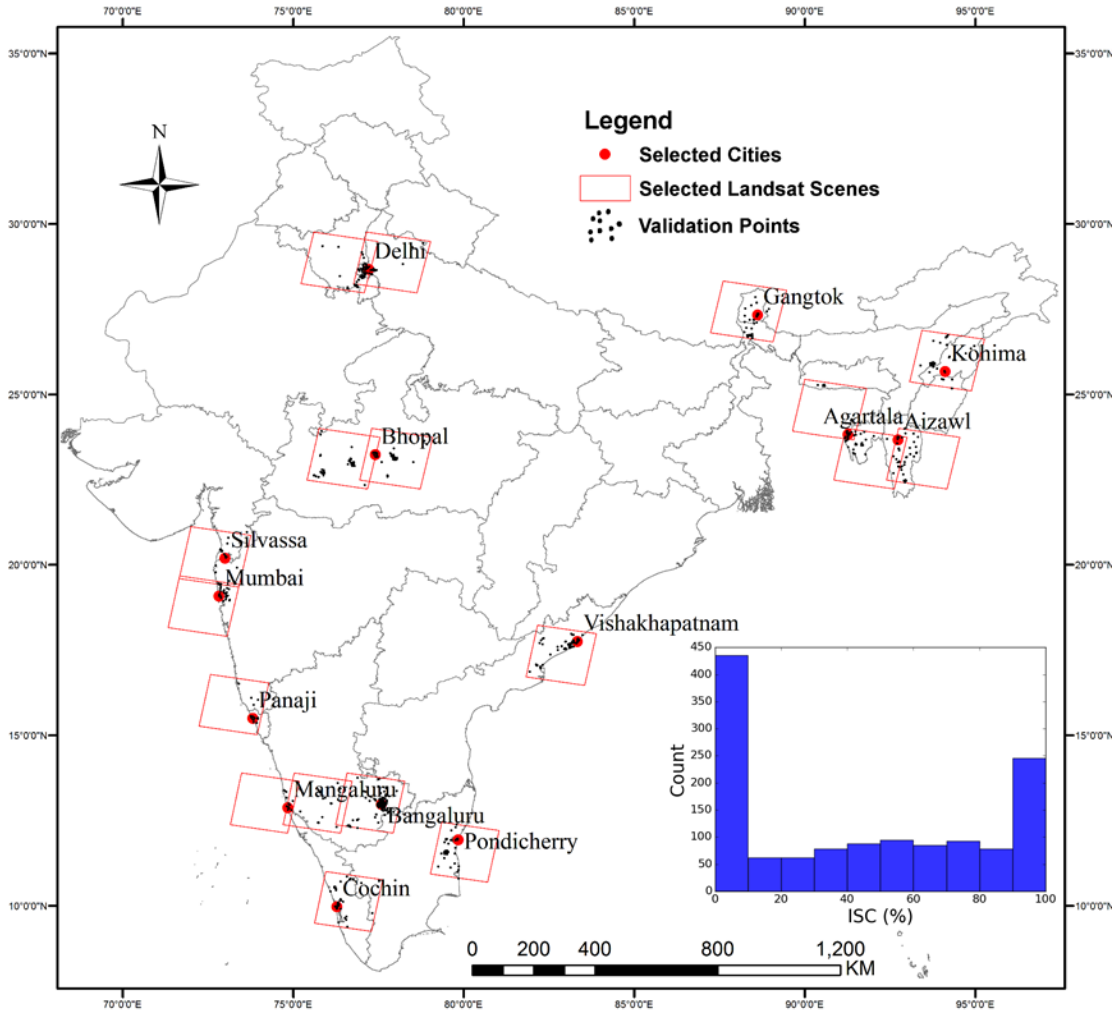 70°0'0"E 75°0'0"E 80°0'0"E 85°0'0"E 90°0'0"E 95°0'0"E
35°0'0"N 35°0'0"N
N
Legend
Selected Cities
Selected Landsat Scenes
Validation Points
30°0'0"N 30°0'0"N
Delhi
Gangtok
Kohima
25°0'0"N 25°0'0"N
Agartala Aizawl
Bhopal
Silvassa
20°0'0"N 20°0'0"N
Mumbai
Vishakhapatnam
Panaji
15°0'0"N 15°0'0"N
Mangaluru
Bangaluru
Pondicherry
Cochin
10°0'0"N 10°0'0"N
450
400
350
300
250
200
150
100
50
0
Count
0 20 40 60 80 100
ISC (%)
0 200 400 800 1,200
KM
70°0'0"E 75°0'0"E 80°0'0"E 85°0'0"E 90°0'0"E 95°0'0"E